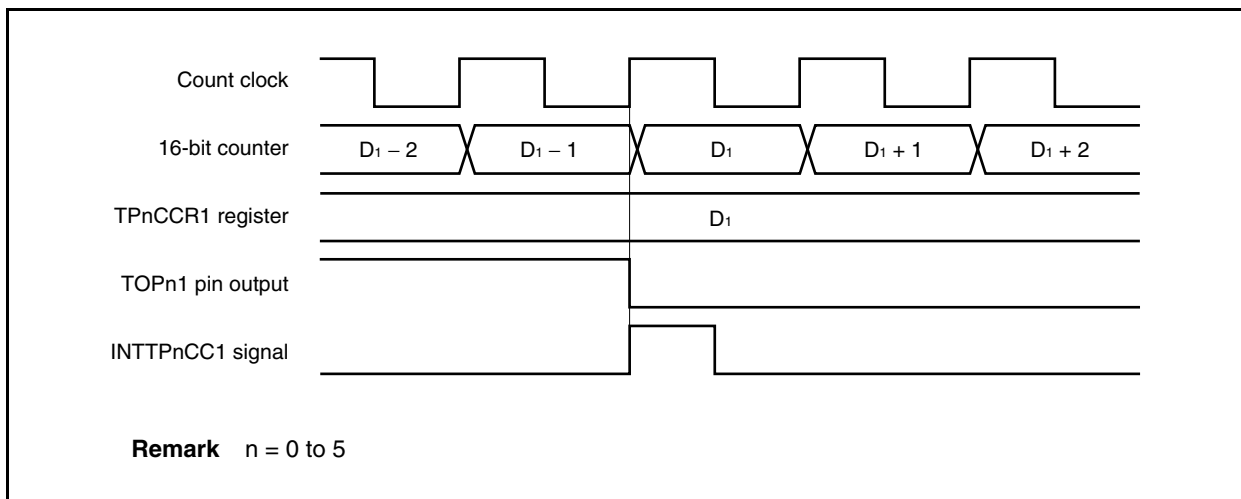 Count clock
16-bit counter
D1 − 2
D1 − 1
D1
D1 + 1
D1 + 2
TPnCCR1 register
D1
TOPn1 pin output
INTTPnCC1 signal
Remark n = 0 to 5